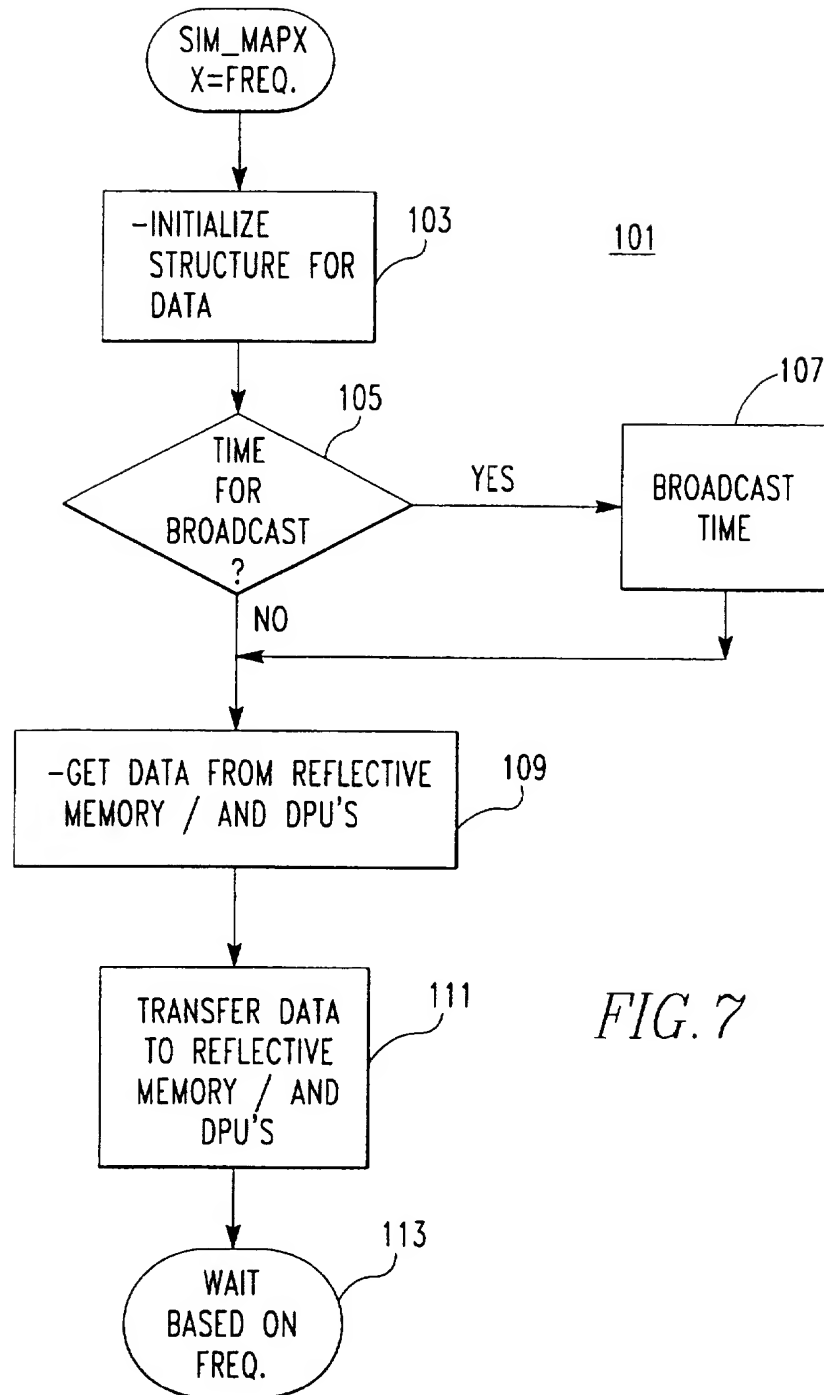 SIM_MAPX
X=FREQ.
-INITIALIZE
STRUCTURE FOR
DATA
103
101
TIME
FOR
BROADCAST
?
105
YES
107
BROADCAST
TIME
NO
-GET DATA FROM REFLECTIVE
MEMORY / AND DPU'S
109
TRANSFER DATA
TO REFLECTIVE
MEMORY / AND
DPU'S
111
FIG.7
WAIT
BASED ON
FREQ.
113